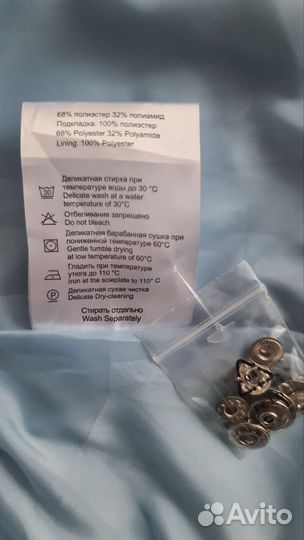 68% полиэстер 32% полиамид
Подкладка: 100% полиэстер
68% Polyester 32% Polyamide
Lining: 100% Polyester
Деликатная стирка при
температуре воды до 30 °C
Delicate wash at a water
temperature of 30°C
30
Отбеливание запрещено
Do not bleach
Деликатная барабанная сушка при
пониженной температуре 60°C
Gentle tumble drying
at low temperature of 60°C
Гладить при температуре
утюга до 110 °C
Iron at the soleplate to 110° C
P
Деликатная сухая чистка
Delicate Dry-cleaning
Стирать отдельно
Wash Separately
Avito